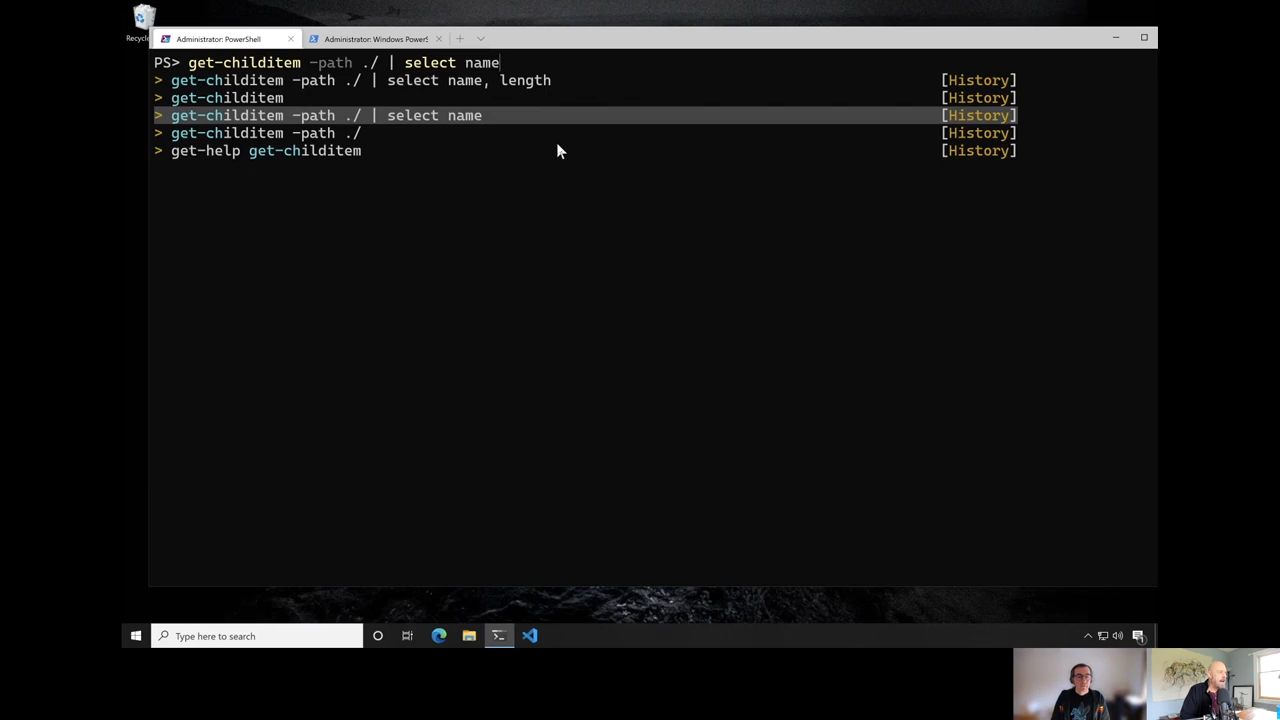 Recycle
Administrator: PowerShell
Administrator: Windows PowerS
PS> get-childitem -path ./ | select name
> get-childitem -path ./ | select name, length [History]
> get-childitem [History]
> get-childitem -path ./ | select name [History]
> get-childitem -path ./ [History]
> get-help get-childitem [History]
Type here to search
1